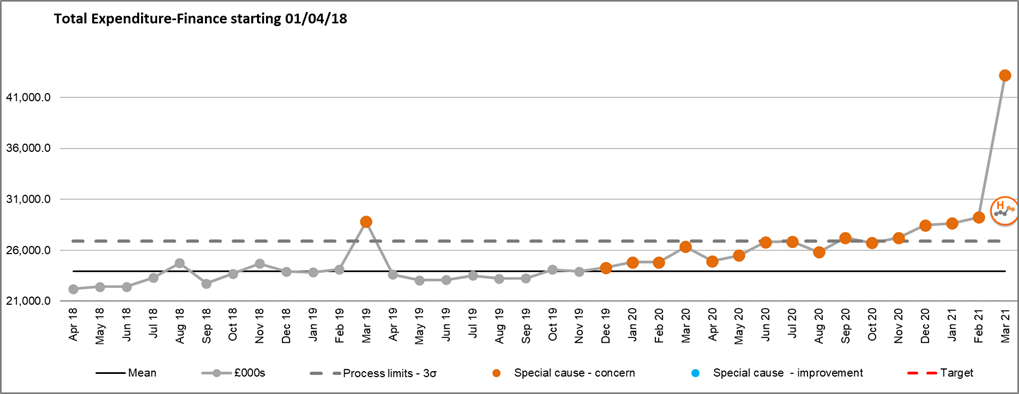 Total Expenditure-Finance starting 01/04/18
41,000.0
36,000.0
31,000.0
H
26,000.0
21,000.0
Apr 18
May 18
Jun 18
Jul 18
Aug 18
Sep 18
Oct 18
Nov 18
Dec 18
Jan 19
Feb 19
Mar 19
Apr 19
May 19
Jun 19
Jul 19
Aug 19
Sep 19
Oct 19
Nov 19
Dec 19
Jan 20
Feb 20
Mar 20
Apr 20
May 20
Jun 20
Jul 20
Aug 20
Sep 20
Oct 20
Nov 20
Dec 20
Jan 21
Feb 21
Mar 21
Mean
£000s
Process limits - 3σ
Special cause - concern
Special cause - improvement
Target